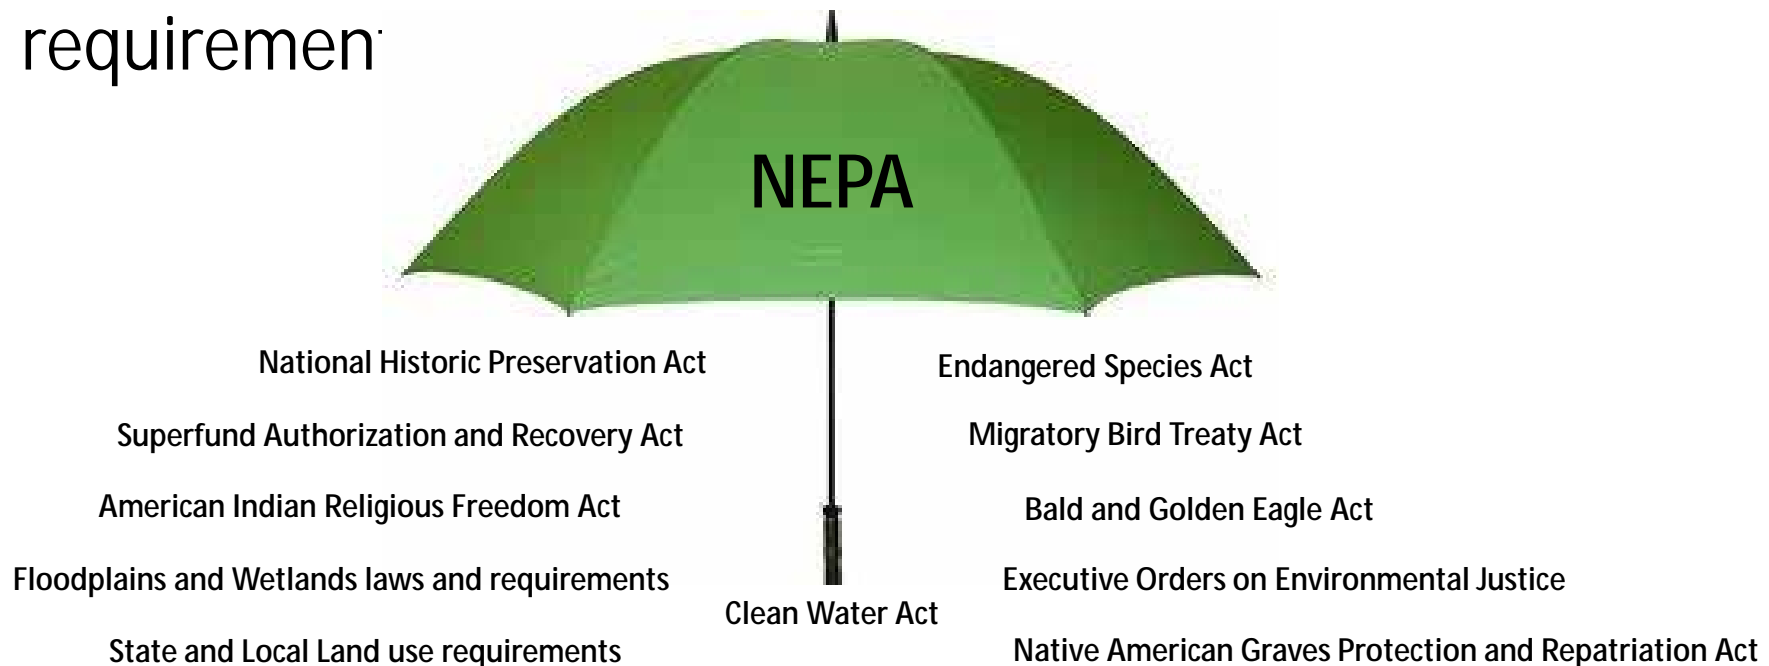 requirement
NEPA
National Historic Preservation Act
Endangered Species Act
Superfund Authorization and Recovery Act
Migratory Bird Treaty Act
American Indian Religious Freedom Act
Bald and Golden Eagle Act
Floodplains and Wetlands laws and requirements
Executive Orders on Environmental Justice
Clean Water Act
State and Local Land use requirements
Native American Graves Protection and Repatriation Act